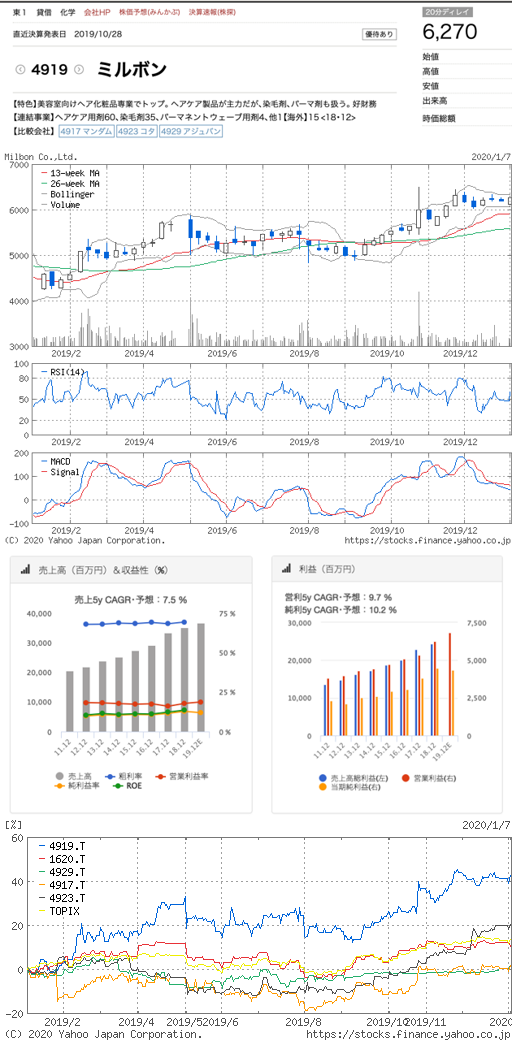 東1 貸借 化学 会社HP 株価予想(みんかぶ) 決算速報(株探)
20分ディレイ
直近決算発表日 2019/10/28
優待あり
6,270
4919 ミルボン
始値
高値
安値
出来高
時価総額
【特色】美容室向けヘア化粧品専業でトップ。ヘアケア製品が主力だが、染毛剤、パーマ剤も扱う。好財務
【連結事業】ヘアケア用剤60、染毛剤35、パーマネントウェーブ用剤4、他1【海外】15<18・12>
【比較会社】4917 マンダム 4923 コタ 4929 アジュバン
Milbon Co.,Ltd.
2020/1/7
7000
13-week MA
26-week MA
Bollinger
Volume
6000
5000
4000
3000
2019/2 2019/4 2019/6 2019/8 2019/10 2019/12
100
RSI(14)
80
60
40
20
0
2019/2 2019/4 2019/6 2019/8 2019/10 2019/12
200
MACD
Signal
100
0
-100
2019/2 2019/4 2019/6 2019/8 2019/10 2019/12
(C) 2020 Yahoo Japan Corporation.
https://stocks.finance.yahoo.co.jp
売上高（百万円）＆収益性（%）
売上5y CAGR・予想：7.5 %
40,000
30,000
20,000
10,000
0
75 %
50 %
25 %
0 %
11.12 12.12 13.12 14.12 15.12 16.12 17.12 18.12 19.12E
売上高 粗利率 営業利益率
純利益率 ROE
利益（百万円）
営利5y CAGR・予想：9.7 %
純利5y CAGR・予想：10.2 %
30,000
20,000
10,000
0
7,500
5,000
2,500
0
11.12 12.12 13.12 14.12 15.12 16.12 17.12 18.12 19.12E
売上高総利益(左) 営業利益(右)
当期純利益(右)
[%]
2020/1/7
60
4919.T
1620.T
4929.T
4917.T
4923.T
TOPIX
40
20
0
-20
2019/2 2019/4 2019/5 2019/6 2019/8 2019/10 2019/11 2020
(C) 2020 Yahoo Japan Corporation.
https://stocks.finance.yahoo.co.jp